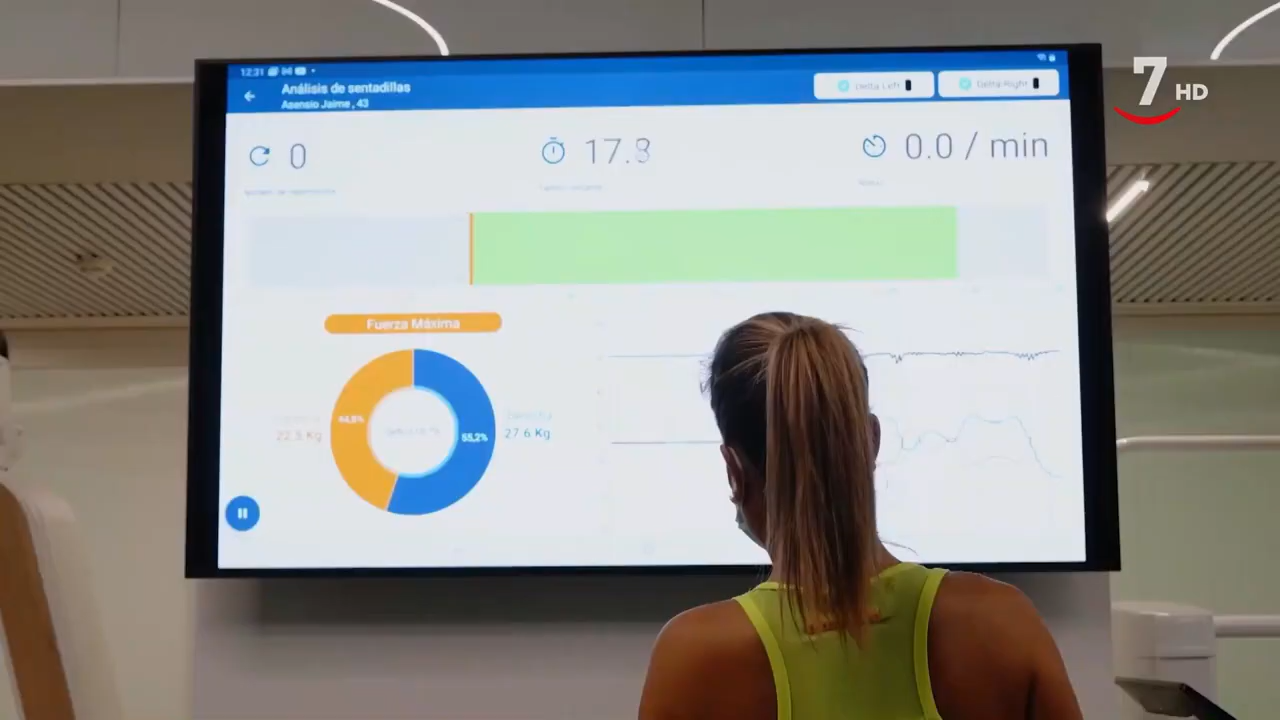 12:31
Análisis de sentadillas
Asensio Jaime , 43
Delta Left
Delta Right
7 HD
0
17.8
0.0 / min
Fuerza Máxima
44,8%
55,2%
22.5 Kg
27.6 Kg